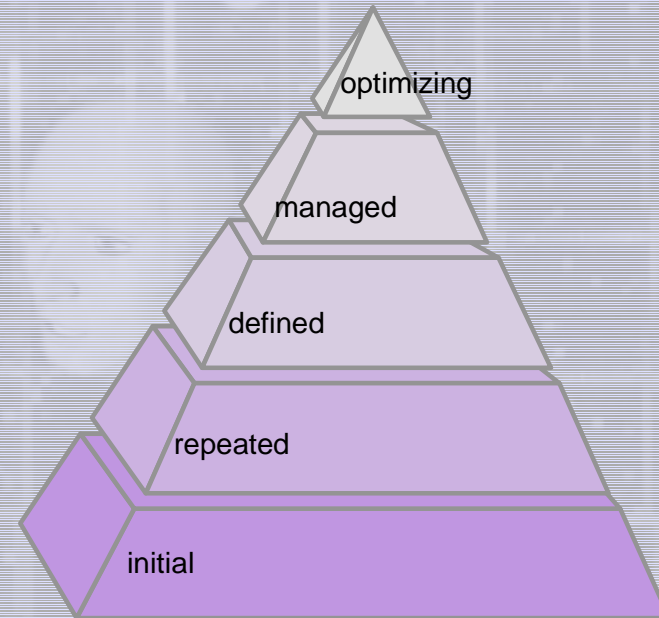 optimizing
managed
defined
repeated
initial